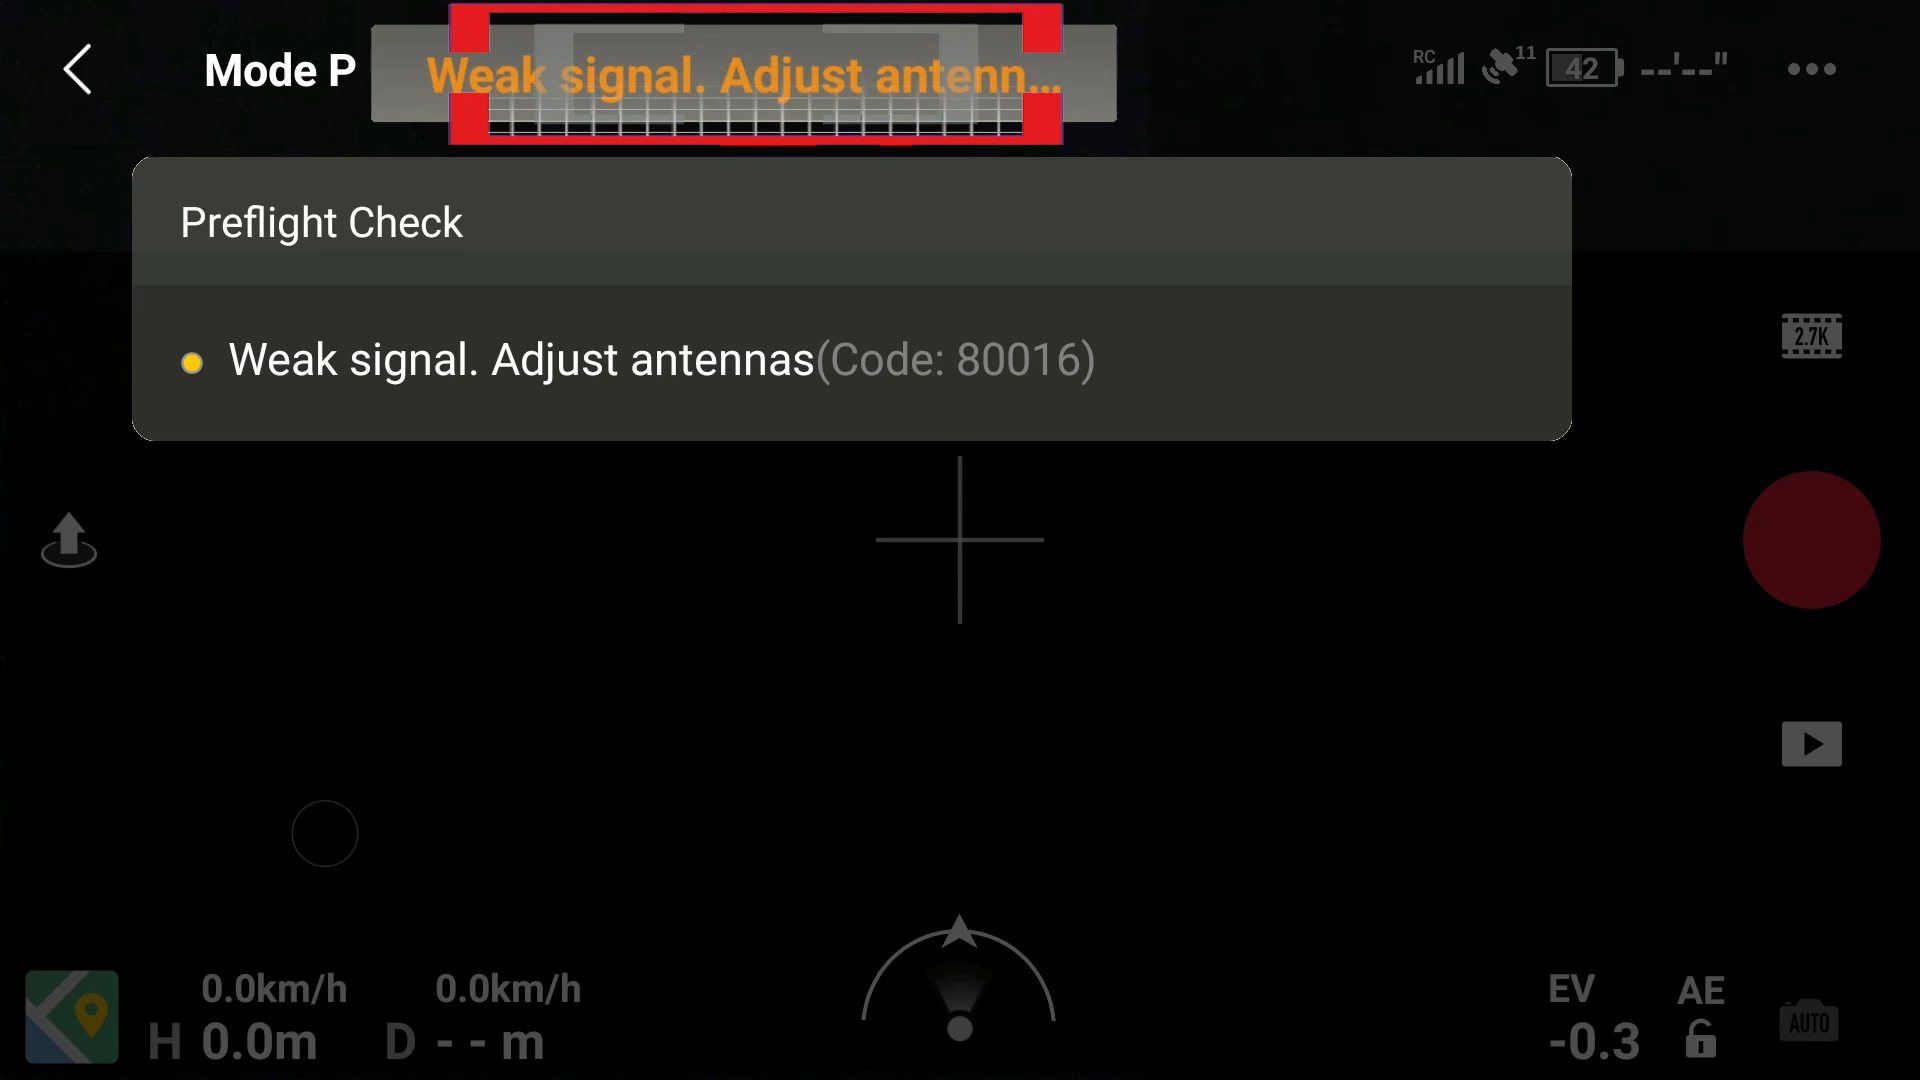 Mode P
Weak signal. Adjust antenn...
RC
11
42
--'--"
Preflight Check
Weak signal. Adjust antennas(Code: 80016)
2.7K
0.0km/h 0.0km/h
H 0.0m D - - m
EV
-0.3
AE
AUTO